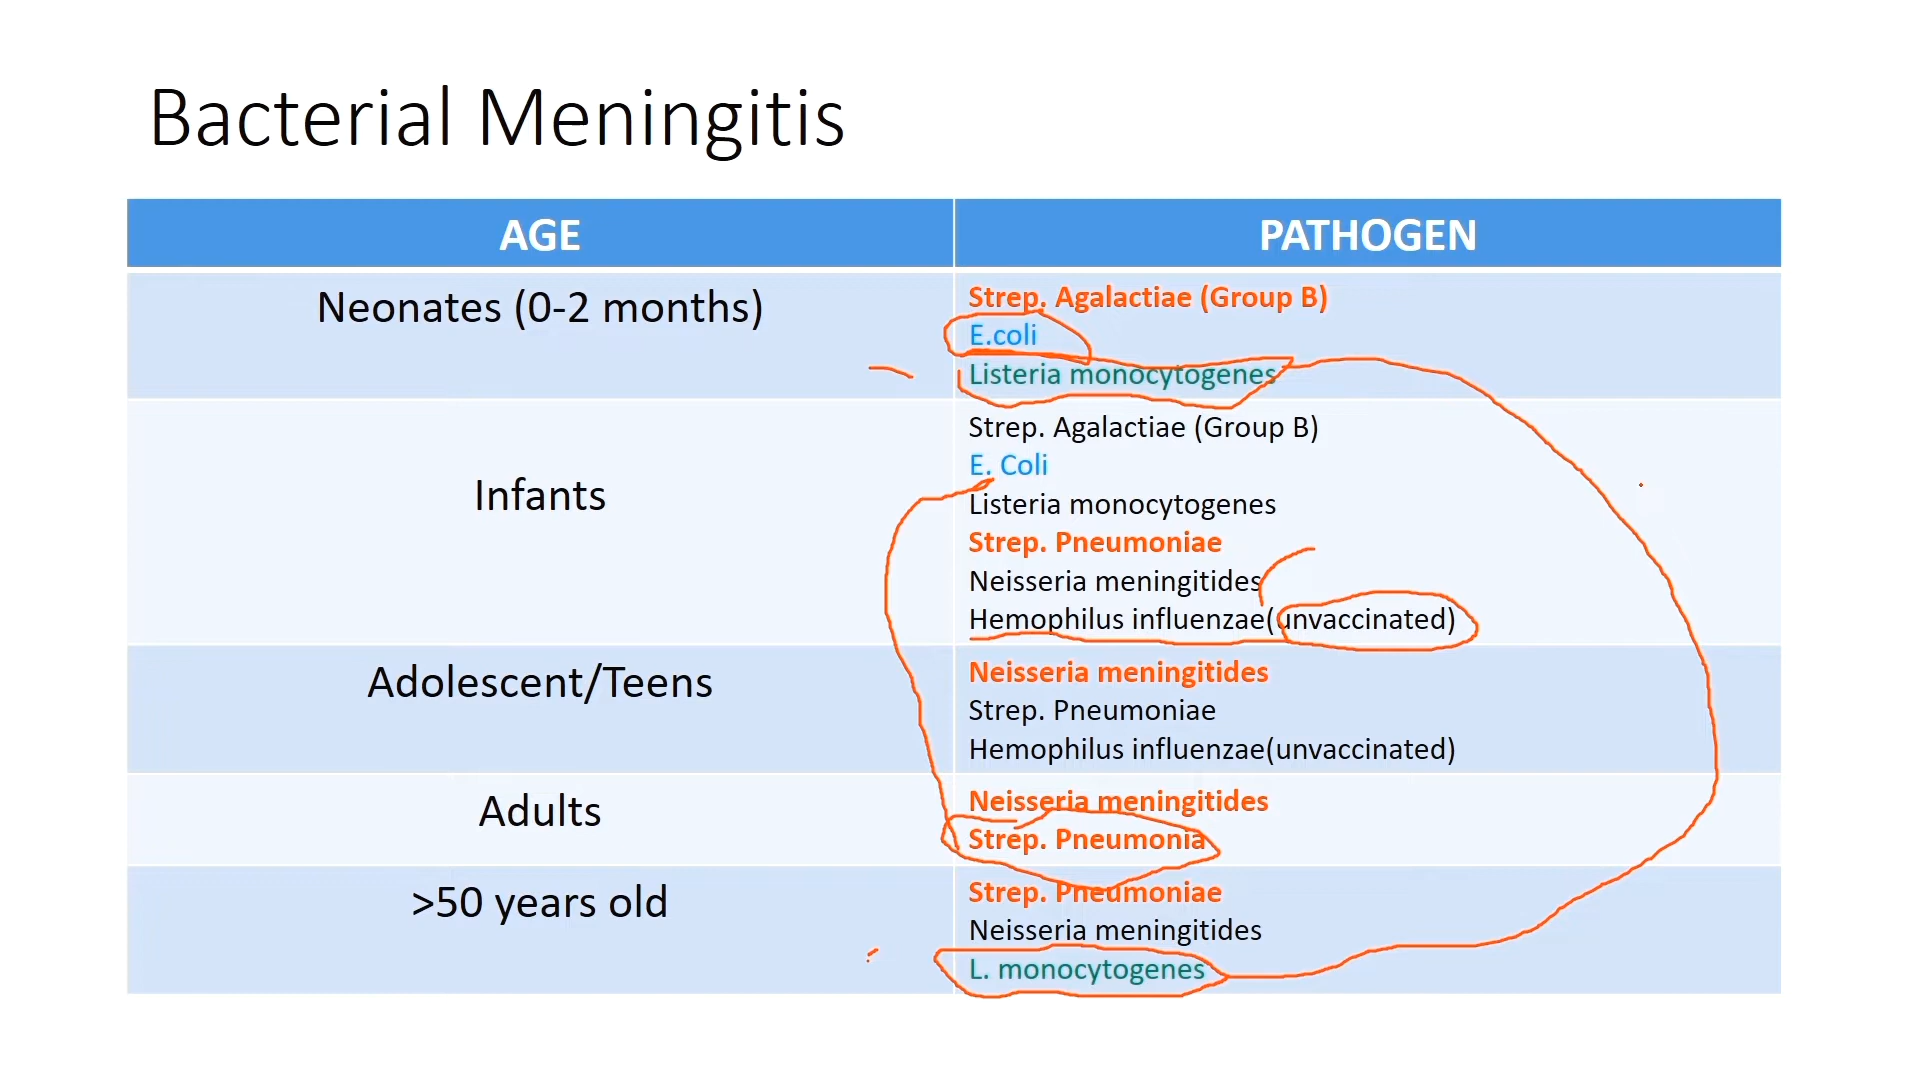 Bacterial Meningitis
AGE
PATHOGEN
Neonates (0-2 months)
Strep. Agalactiae (Group B)
E.coli
Listeria monocytogenes
Infants
Strep. Agalactiae (Group B)
E. Coli
Listeria monocytogenes
Strep. Pneumoniae
Neisseria meningitides
Hemophilus influenzae(unvaccinated)
Adolescent/Teens
Neisseria meningitides
Strep. Pneumoniae
Hemophilus influenzae(unvaccinated)
Adults
Neisseria meningitides
Strep. Pneumonia
>50 years old
Strep. Pneumoniae
Neisseria meningitides
L. monocytogenes